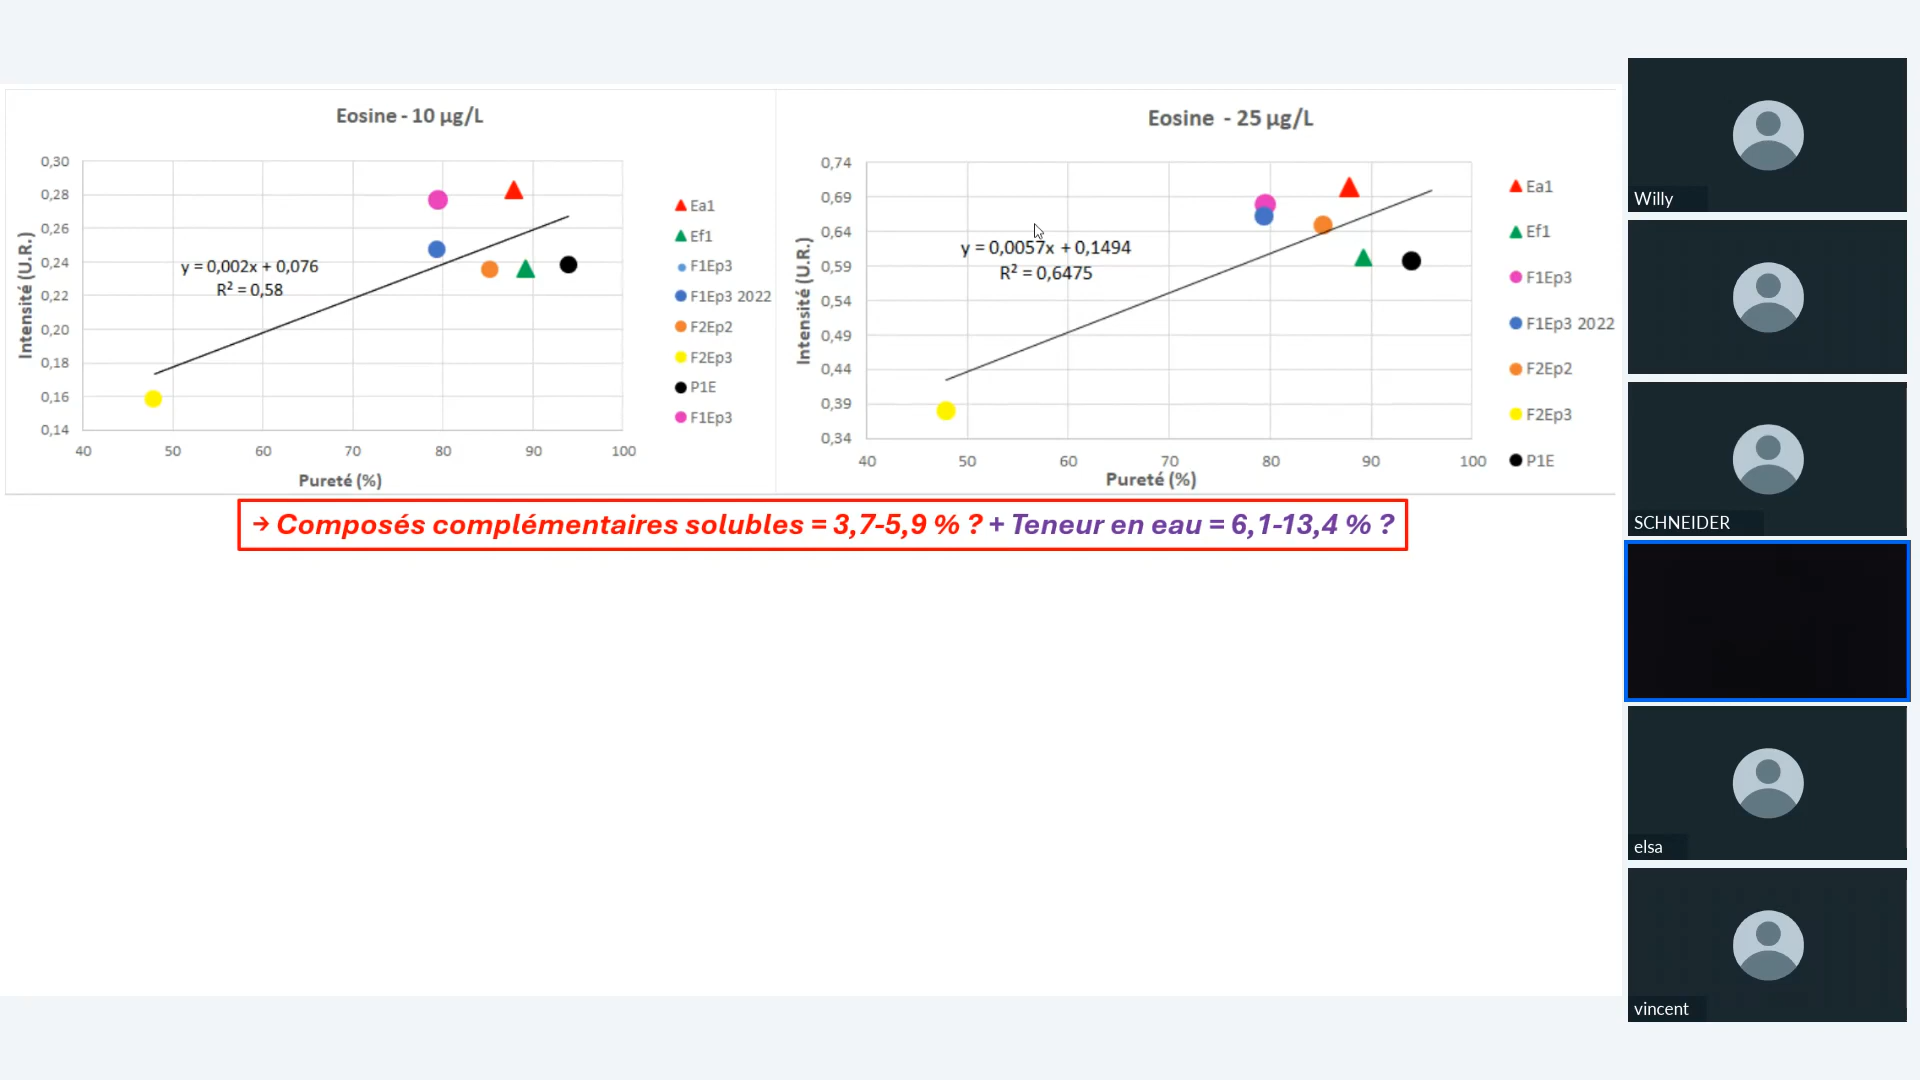 Eosine - 10 µg/L
Intensité (U.R.)
0,30
0,28
0,26
0,24
0,22
0,20
0,18
0,16
0,14
y = 0,002x + 0,076
R² = 0,58
40 50 60 70 80 90 100
Pureté (%)
Ea1
Ef1
F1Ep3
F1Ep3 2022
F2Ep2
F2Ep3
P1E
F1Ep3
Eosine - 25 µg/L
Intensité (U.R.)
0,74
0,69
0,64
0,59
0,54
0,49
0,44
0,39
0,34
y = 0,0057x + 0,1494
R² = 0,6475
40 50 60 70 80 90 100
Pureté (%)
Ea1
Ef1
F1Ep3
F1Ep3 2022
F2Ep2
F2Ep3
P1E
→ Composés complémentaires solubles = 3,7-5,9 % ? + Teneur en eau = 6,1-13,4 % ?
Willy
SCHNEIDER
elsa
vincent